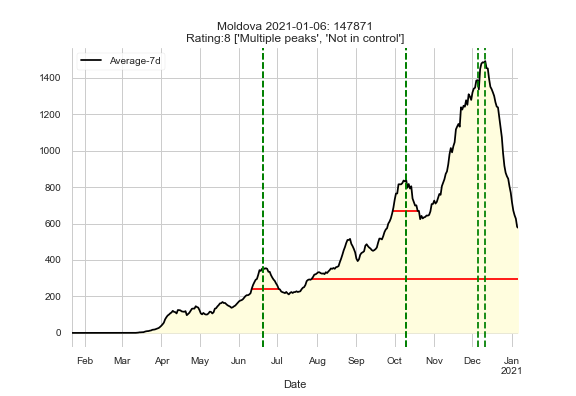 Moldova 2021-01-06: 147871
Rating:8 ['Multiple peaks', 'Not in control']
Average-7d
1400
1200
1000
800
600
400
200
0
Feb Mar Apr May Jun Jul Aug Sep Oct Nov Dec Jan
2021
Date